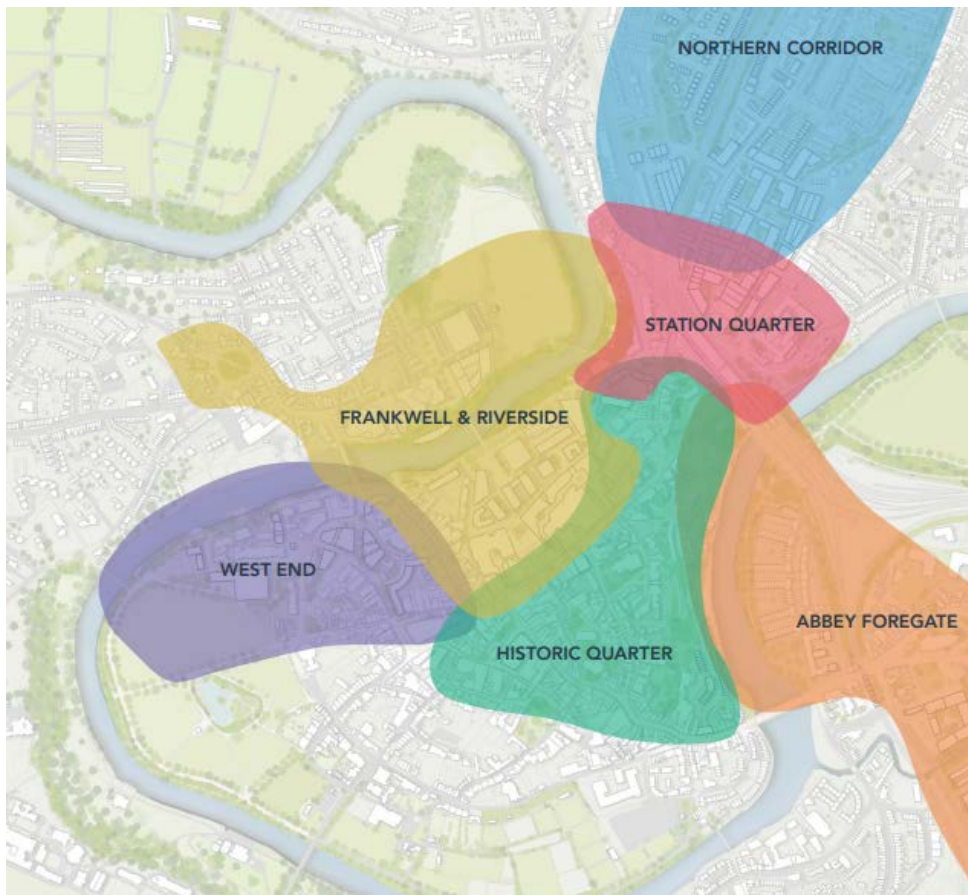 NORTHERN CORRIDOR
STATION QUARTER
FRANKWELL & RIVERSIDE
WEST END
ABBEY FOREGATE
HISTORIC QUARTER